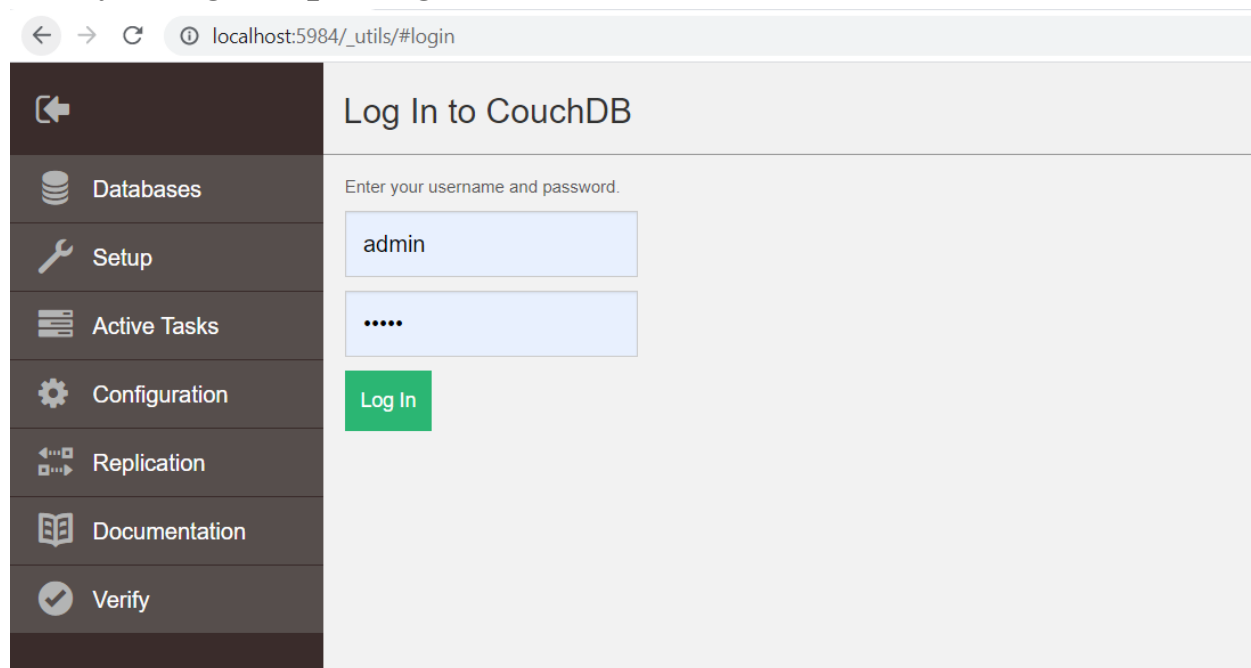 localhost:5984/_utils/#login
Log In to CouchDB
Databases
Setup
Active Tasks
Configuration
Replication
Documentation
Verify
Enter your username and password.
admin
•••••
Log In